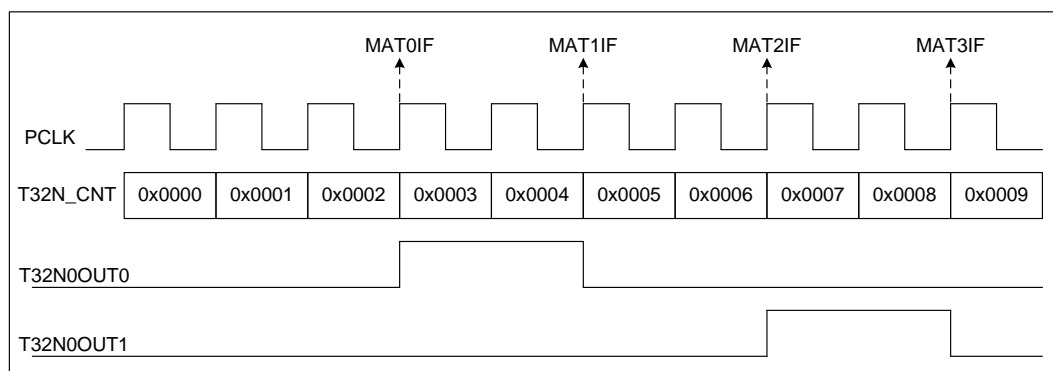 MAT0IF MAT1IF MAT2IF MAT3IF
PCLK
T32N_CNT 0x0000 0x0001 0x0002 0x0003 0x0004 0x0005 0x0006 0x0007 0x0008 0x0009
T32N0OUT0
T32N0OUT1